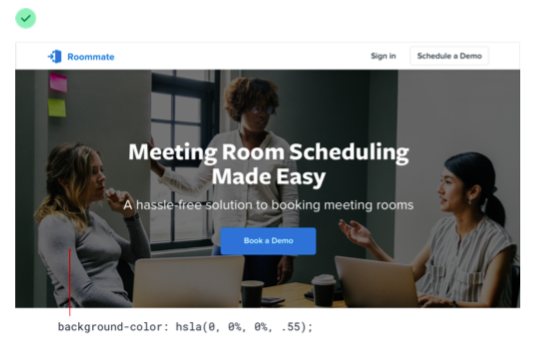 Roommate
Sign in
Schedule a Demo
Meeting Room Scheduling
Made Easy
A hassle-free solution to booking meeting rooms
Book a Demo
background-color: hsla(0, 0%, 0%, .55);